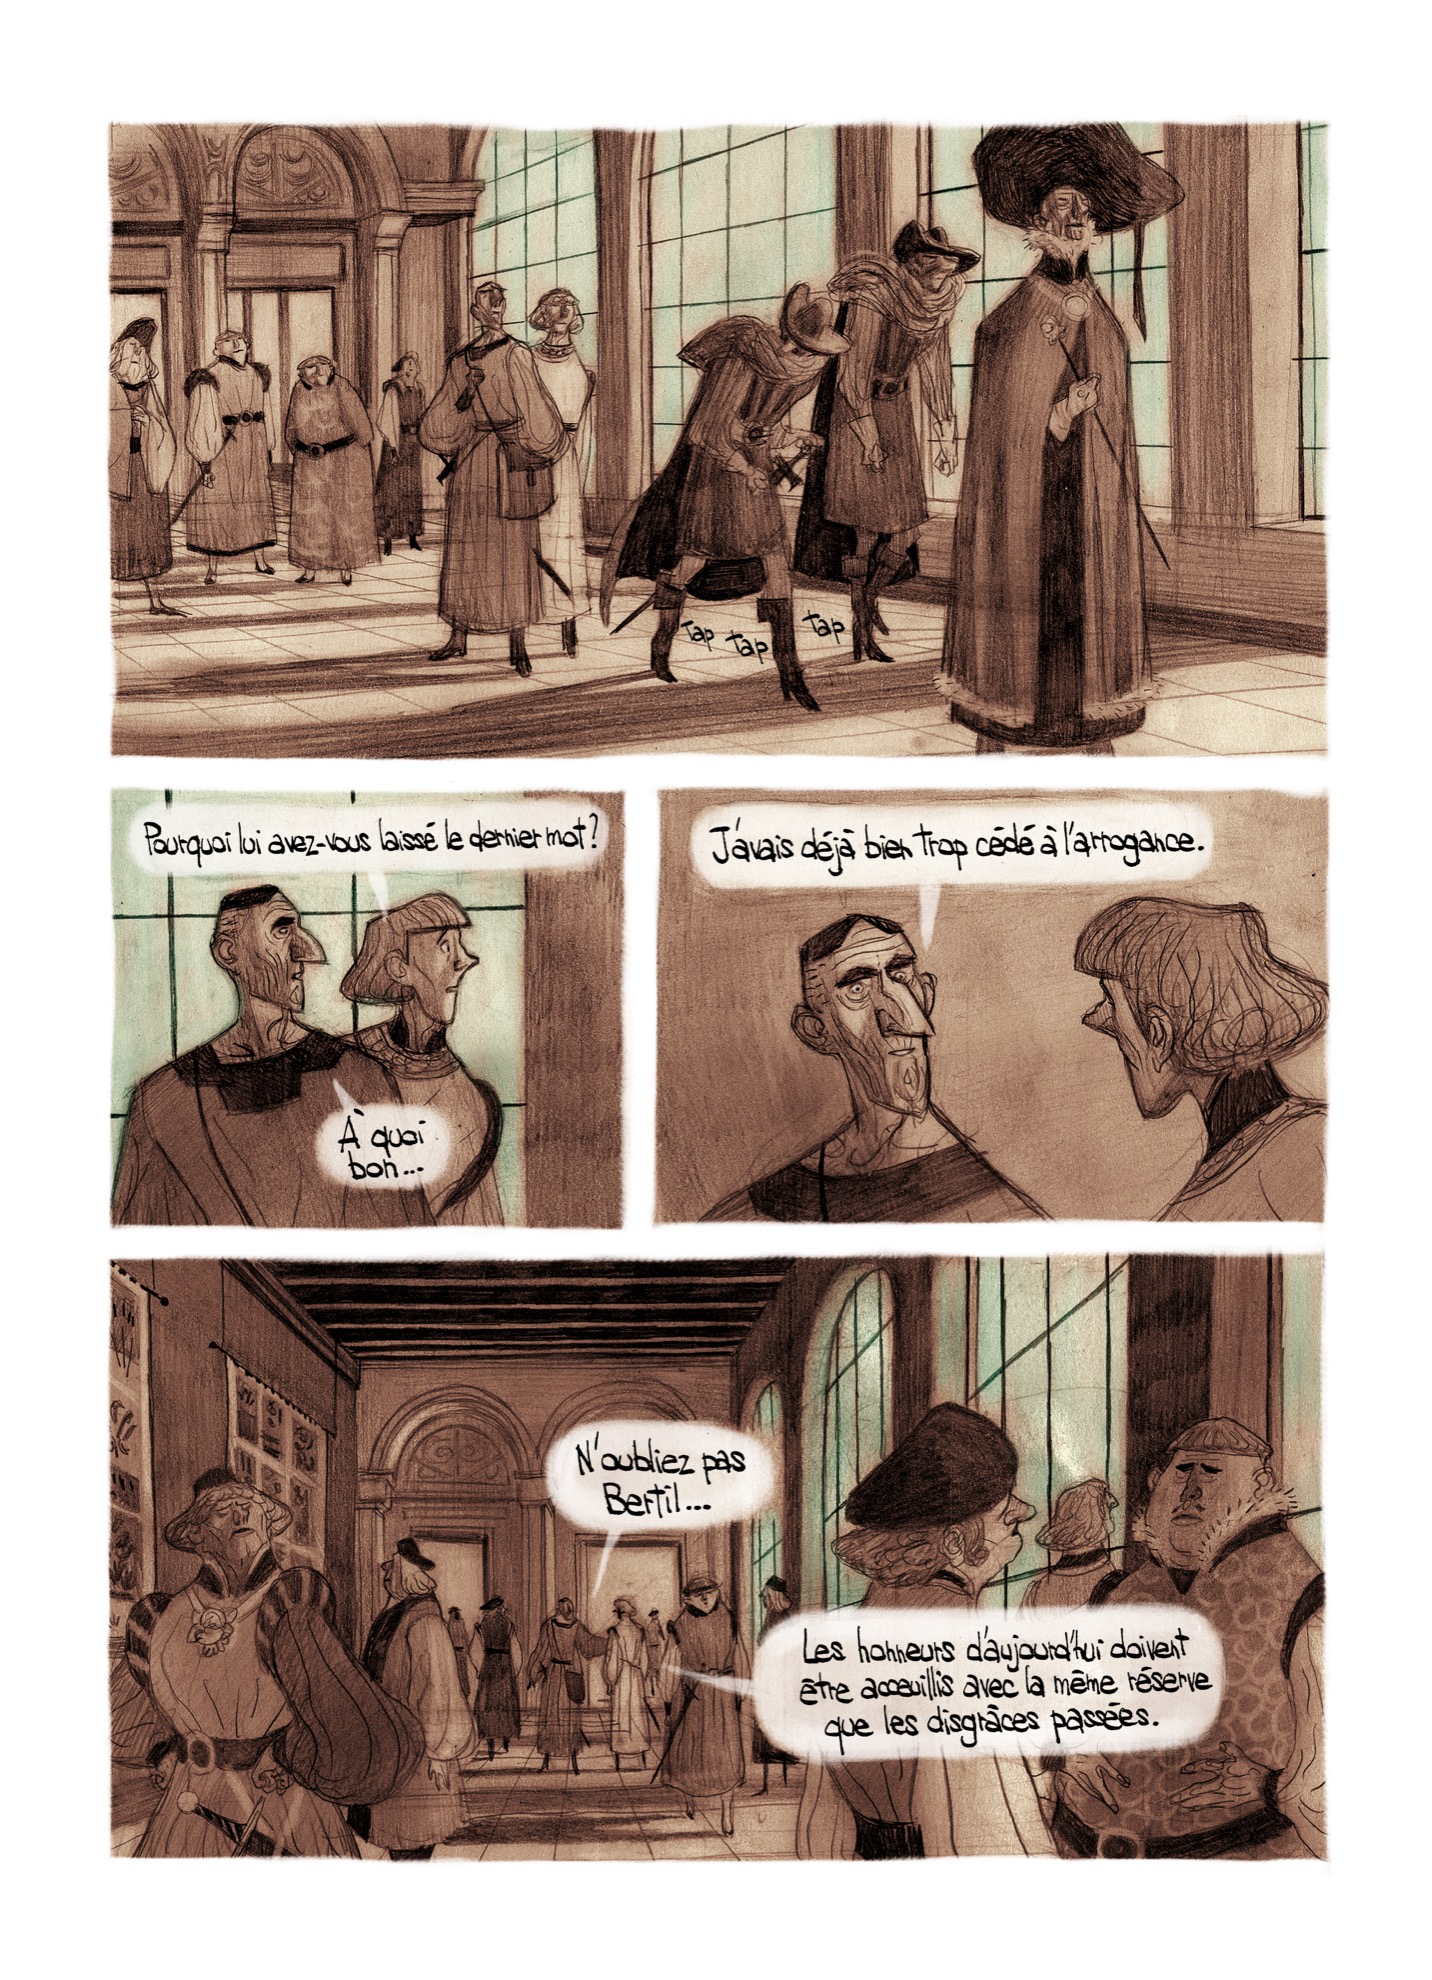 Tap
Tap
Tap
Pourquoi lui avez-vous laissé le dernier mot?
À quoi
bon...
J'avais déjà bien trop cédé à l'arrogance.
N'oubliez pas
Bertil...
Les honneurs d'aujourd'hui doivent
être acceuillis avec la même réserve
que les disgrâces passées.